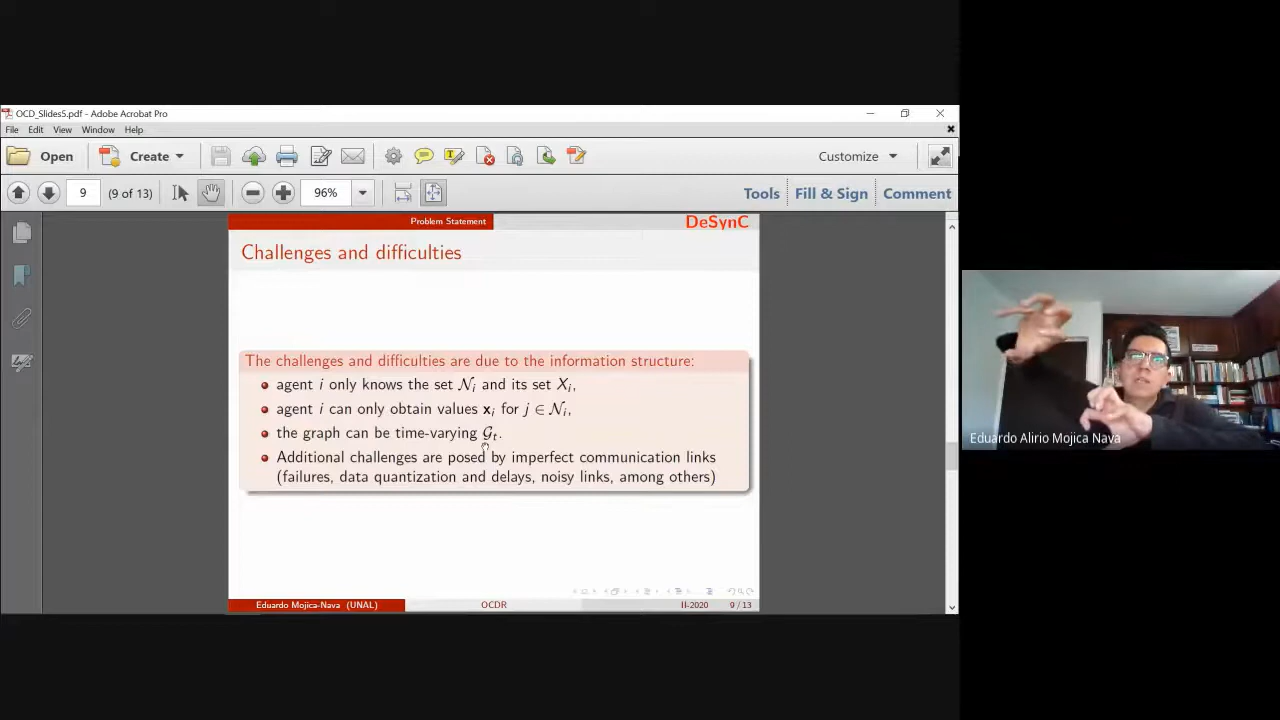 OCD_Slides5.pdf - Adobe Acrobat Pro
File Edit View Window Help
Open Create Customize
9 (9 of 13) 96% Tools Fill & Sign Comment
Problem Statement DeSynC
Challenges and difficulties
The challenges and difficulties are due to the information structure:
agent i only knows the set 𝒩ᵢ and its set Xᵢ,
agent i can only obtain values 𝐱ᵢ for j ∈ 𝒩ᵢ,
the graph can be time-varying 𝒢ₜ.
Additional challenges are posed by imperfect communication links
(failures, data quantization and delays, noisy links, among others)
Eduardo Mojica-Nava (UNAL) OCDR II-2020 9 / 13
Eduardo Alirio Mojica Nava